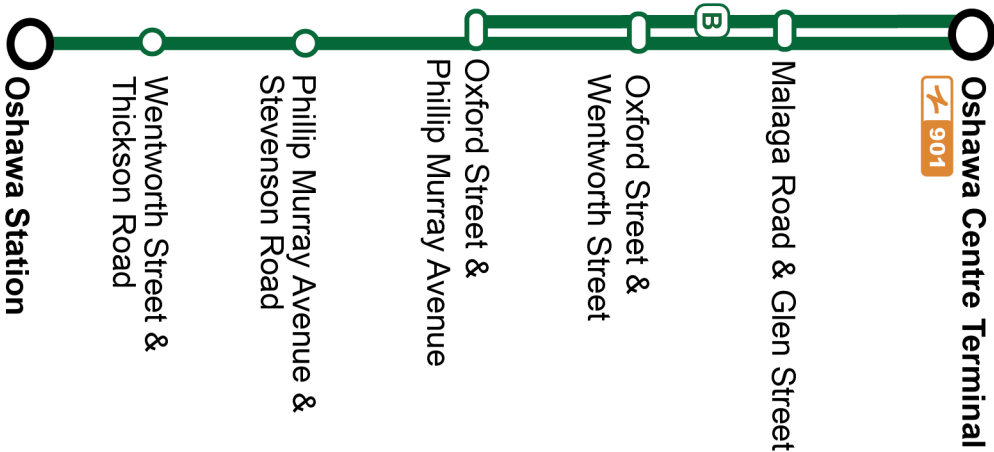 B
Oshawa Station
Wentworth Street &
Thickson Road
Phillip Murray Avenue &
Stevenson Road
Oxford Street &
Phillip Murray Avenue
Oxford Street &
Wentworth Street
Malaga Road & Glen Street
Oshawa Centre Terminal
901